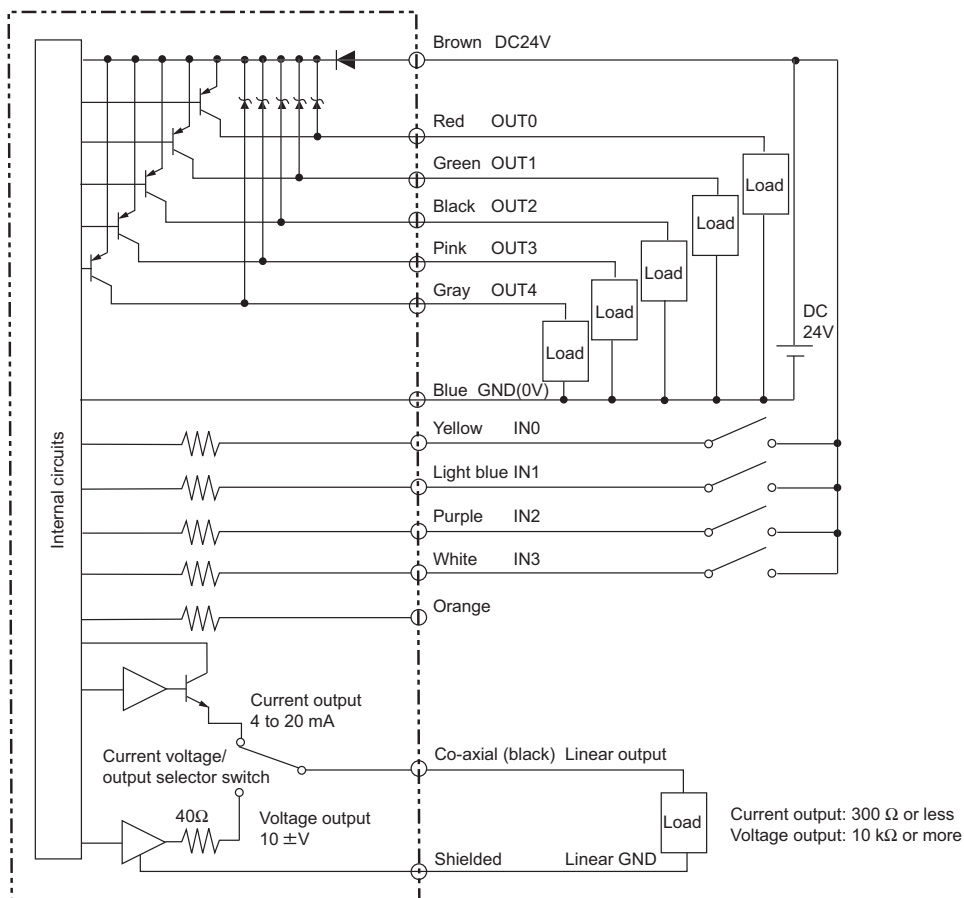 Brown DC24V
Red OUT0
Green OUT1
Black OUT2
Pink OUT3
Gray OUT4
Load
Load
Load
Load
Load
DC
24V
Blue GND(0V)
Yellow IN0
Light blue IN1
Purple IN2
White IN3
Orange
Internal circuits
Current output
4 to 20 mA
Current voltage/
output selector switch
40Ω
Voltage output
10 ±V
Co-axial (black) Linear output
Load
Current output: 300 Ω or less
Voltage output: 10 kΩ or more
Shielded Linear GND